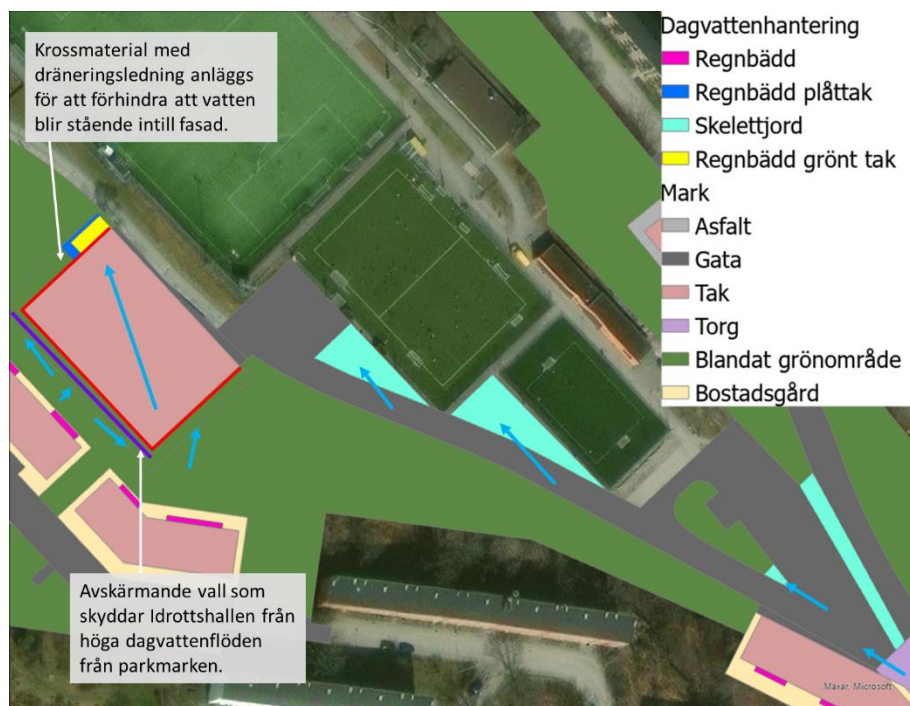 Krossmaterial med
dräneringsledning anläggs
för att förhindra att vatten
blir stående intill fasad.
Dagvattenhantering
Regnbädd
Regnbädd plåttak
Skelettjord
Regnbädd grönt tak
Mark
Asfalt
Gata
Tak
Torg
Blandat grönområde
Bostadsgård
Avskärmande vall som
skyddar Idrottshallen från
höga dagvattenflöden
från parkmarken.
Maxar, Microsoft